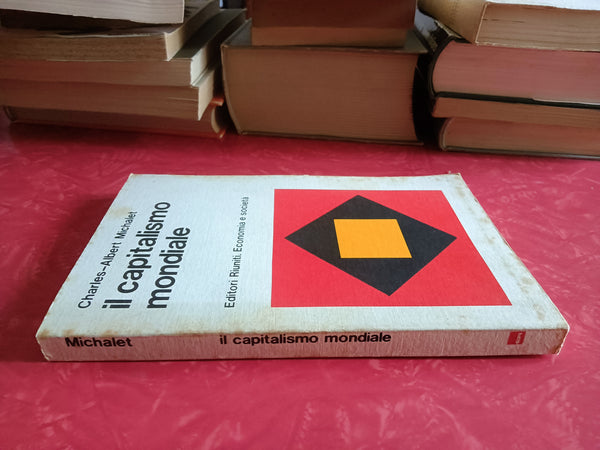 Charles-Albert Michalet
il capitalismo
mondiale
Editori Riuniti. Economia e società
Michalet
il capitalismo mondiale